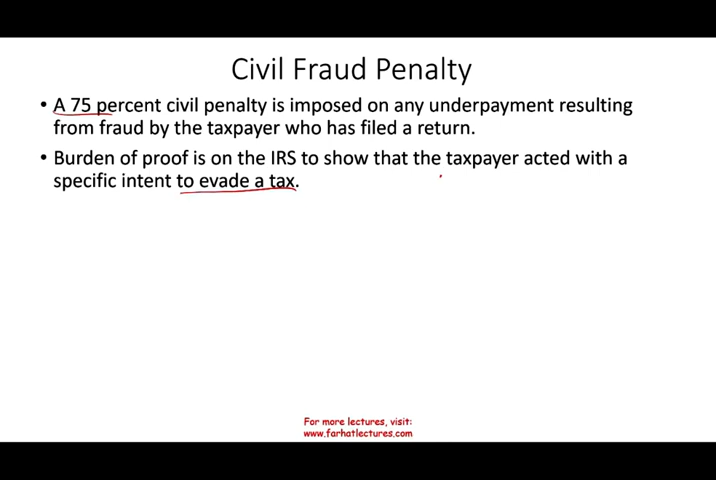 Civil Fraud Penalty
• A 75 percent civil penalty is imposed on any underpayment resulting
from fraud by the taxpayer who has filed a return.
• Burden of proof is on the IRS to show that the taxpayer acted with a
specific intent to evade a tax.
For more lectures, visit:
www.farhatlectures.com